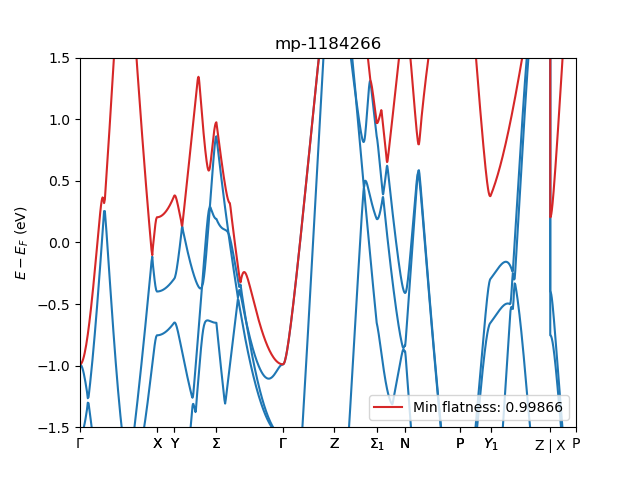 mp-1184266
E − E_F (eV)
1.5
1.0
0.5
0.0
−0.5
−1.0
−1.5
Min flatness: 0.99866
Γ X Y Σ Γ Z Σ₁ N P Y₁ Z | X P